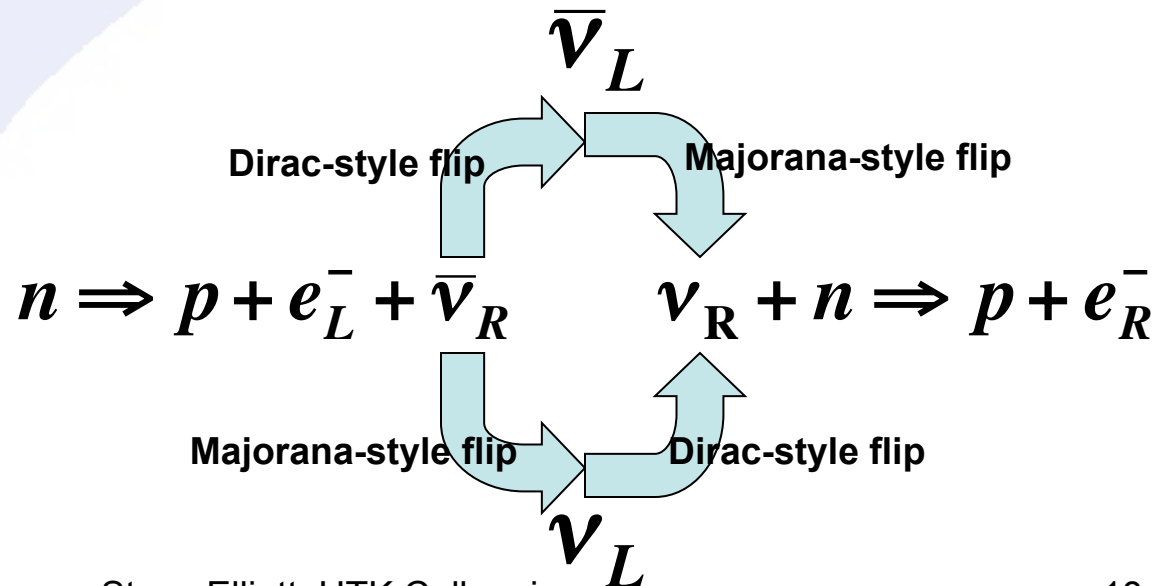 ν̅_L
Dirac-style flip
Majorana-style flip
n ⇒ p + e⁻_L + ν̅_R
ν_R + n ⇒ p + e⁻_R
Majorana-style flip
Dirac-style flip
ν_L